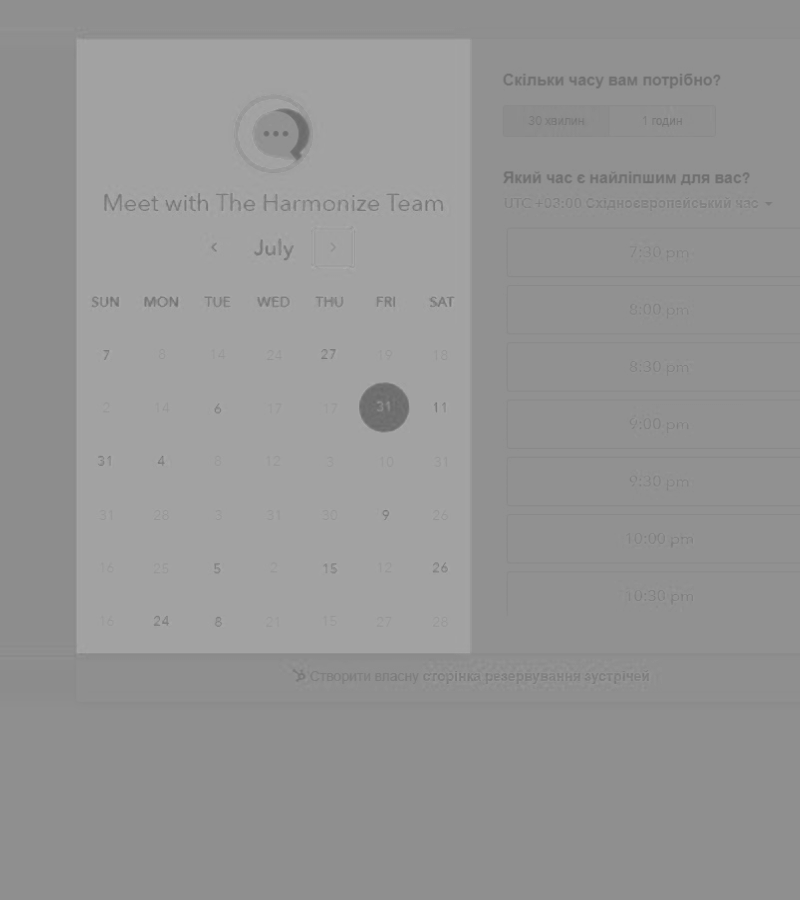 Meet with The Harmonize Team
July
SUN MON TUE WED THU FRI SAT
7 6 14 24 27 19 18
2 14 6 17 17 31 11
31 4 12 3 10 31
31 28 3 31 30 9 26
16 25 5 2 15 12 26
16 24 8 21 15 27 28
Скільки часу вам потрібно?
30 хвилин 1 годин
Який час є найліпшим для вас?
UTC +03:00 Східноєвропейський час
7:30 pm
8:00 pm
8:30 pm
9:00 pm
9:30 pm
10:00 pm
10:30 pm
Створити власну сторінка резервування зустрічей